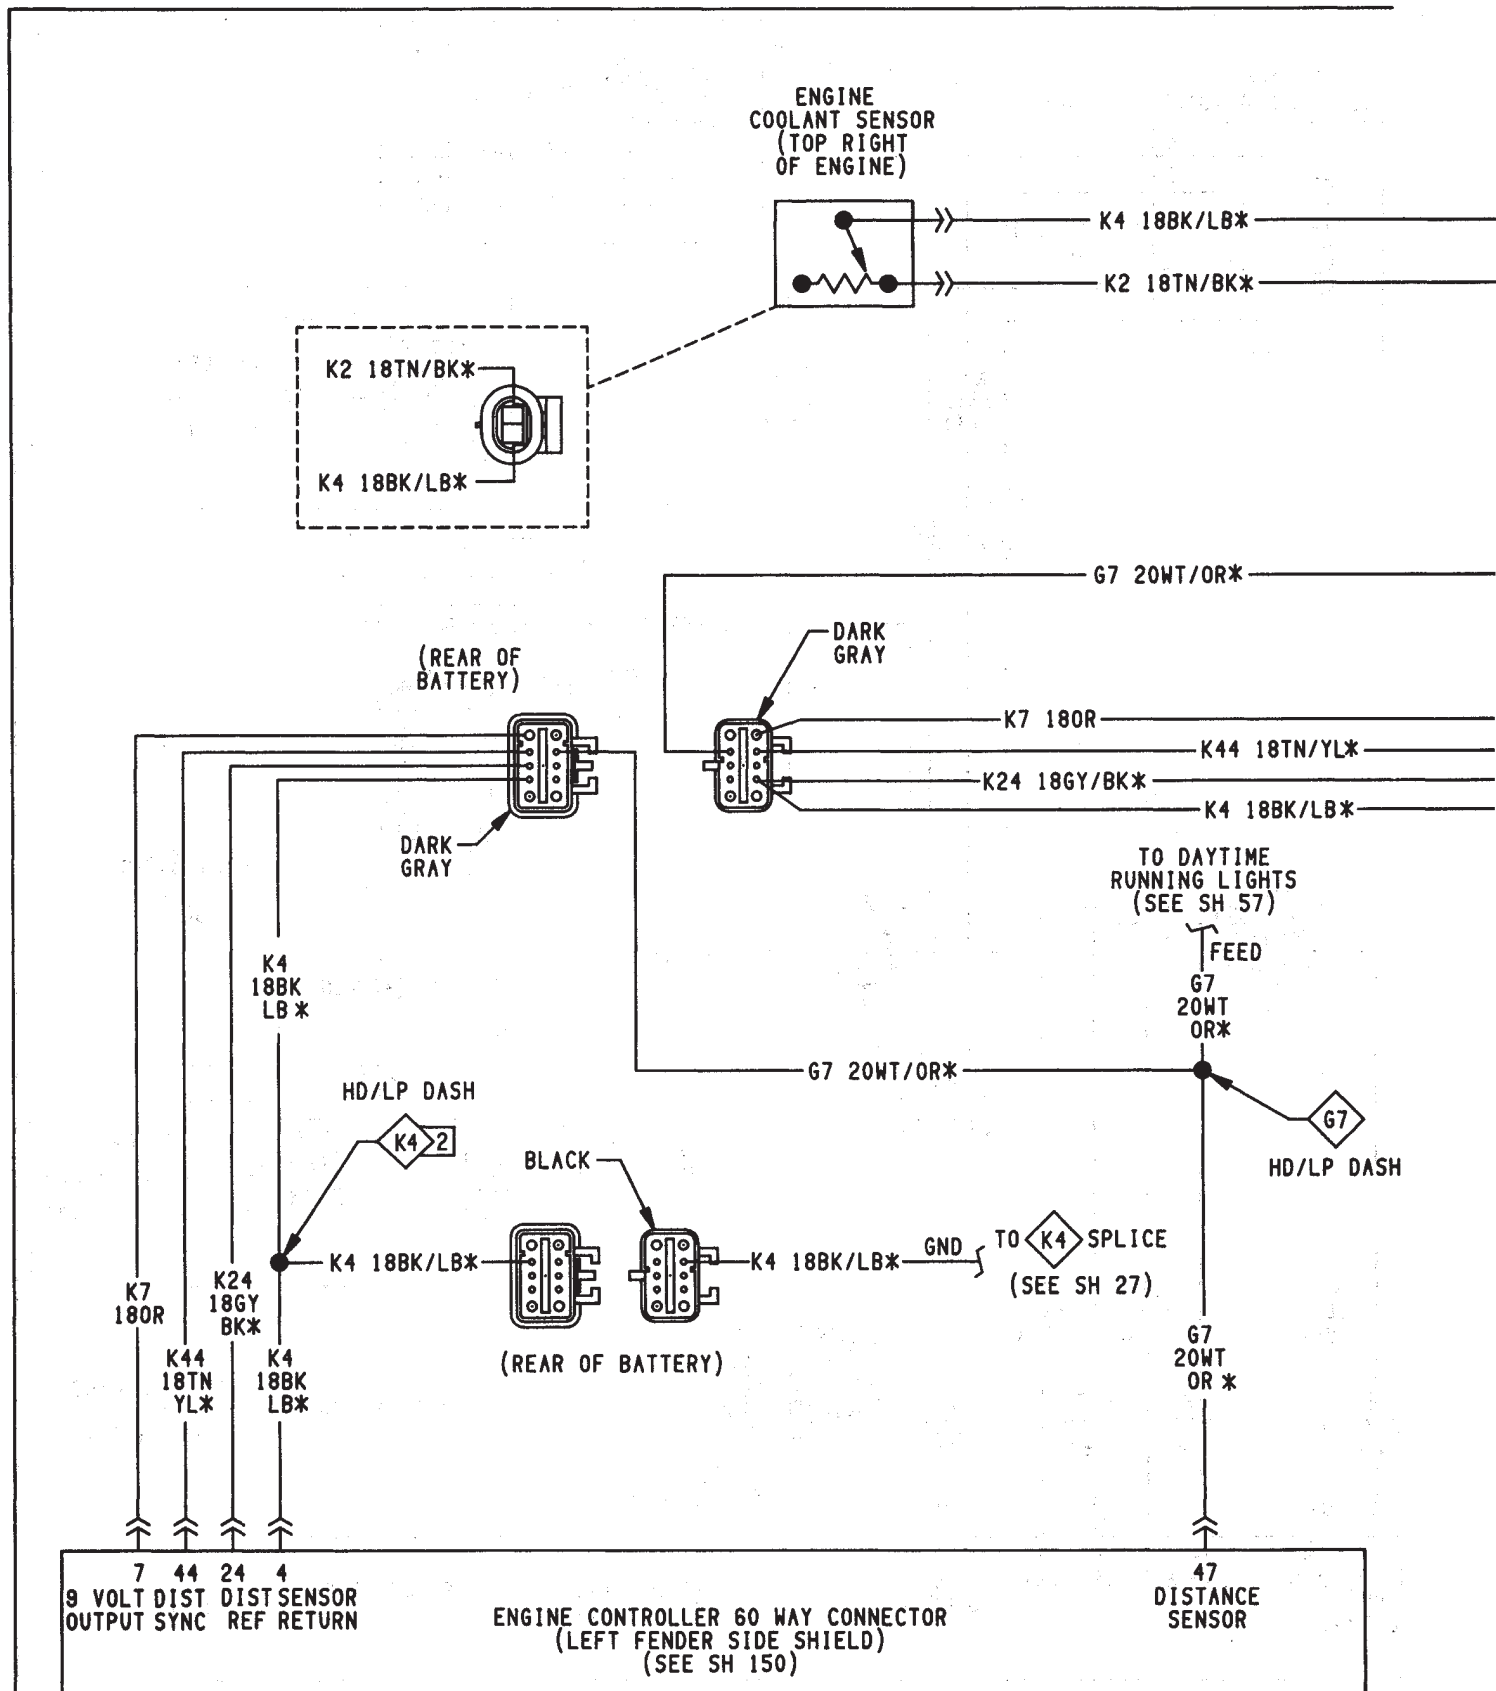 ENGINE
COOLANT SENSOR
(TOP RIGHT
OF ENGINE)
K4 18BK/LB*
K2 18TN/BK*
K2 18TN/BK*
K4 18BK/LB*
G7 20WT/OR*
DARK
GRAY
(REAR OF
BATTERY)
K7 18OR
K44 18TN/YL*
K24 18GY/BK*
K4 18BK/LB*
DARK
GRAY
TO DAYTIME
RUNNING LIGHTS
(SEE SH 57)
FEED
G7
20WT
OR*
K4
18BK
LB*
G7 20WT/OR*
HD/LP DASH
K4 2
G7
HD/LP DASH
BLACK
K4 18BK/LB*
K4 18BK/LB*
GND
TO K4 SPLICE
(SEE SH 27)
(REAR OF BATTERY)
K7
18OR
K24
18GY
BK*
K44
18TN
YL*
K4
18BK
LB*
G7
20WT
OR*
7 44 24 4
9 VOLT DIST DIST SENSOR
OUTPUT SYNC REF RETURN
47
DISTANCE
SENSOR
ENGINE CONTROLLER 60 WAY CONNECTOR
(LEFT FENDER SIDE SHIELD)
(SEE SH 150)